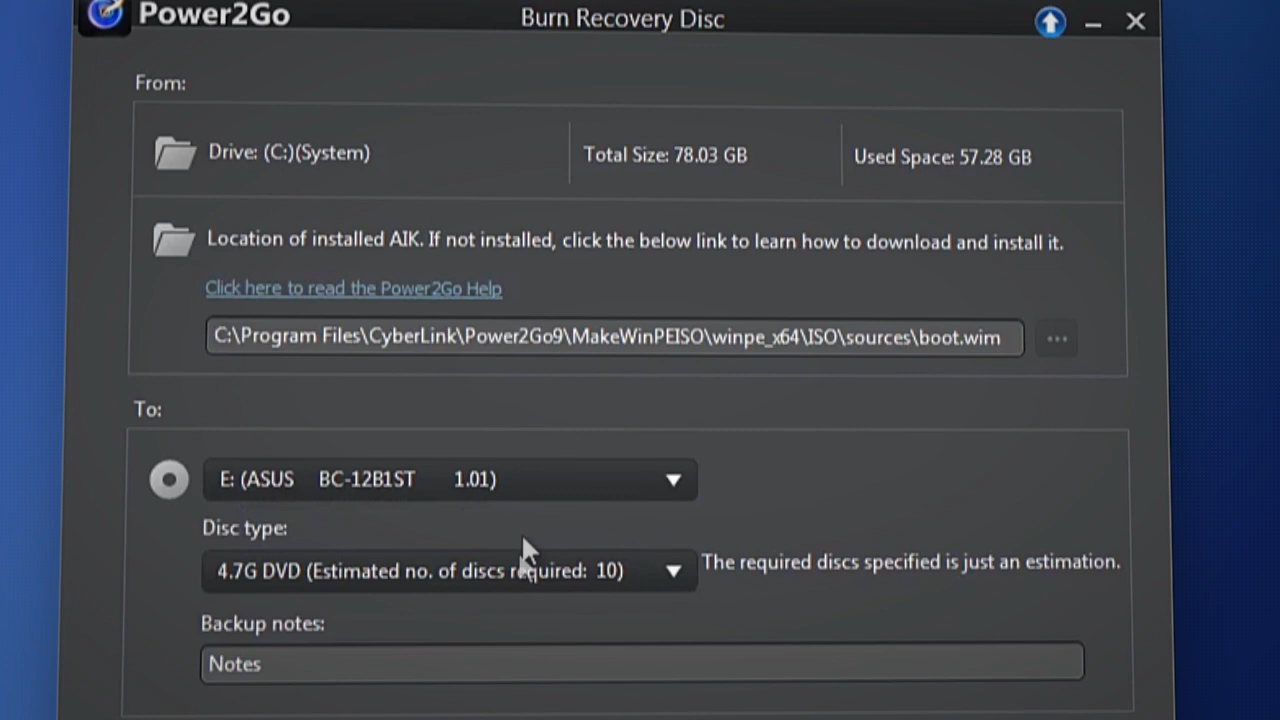 Power2Go
Burn Recovery Disc
From:
Drive: (C:)(System)
Total Size: 78.03 GB
Used Space: 57.28 GB
Location of installed AIK. If not installed, click the below link to learn how to download and install it.
Click here to read the Power2Go Help
C:\Program Files\CyberLink\Power2Go9\MakeWinPEISO\winpe_x64\ISO\sources\boot.wim
...
To:
E: (ASUS BC-12B1ST 1.01)
Disc type:
4.7G DVD (Estimated no. of discs required: 10)
The required discs specified is just an estimation.
Backup notes:
Notes